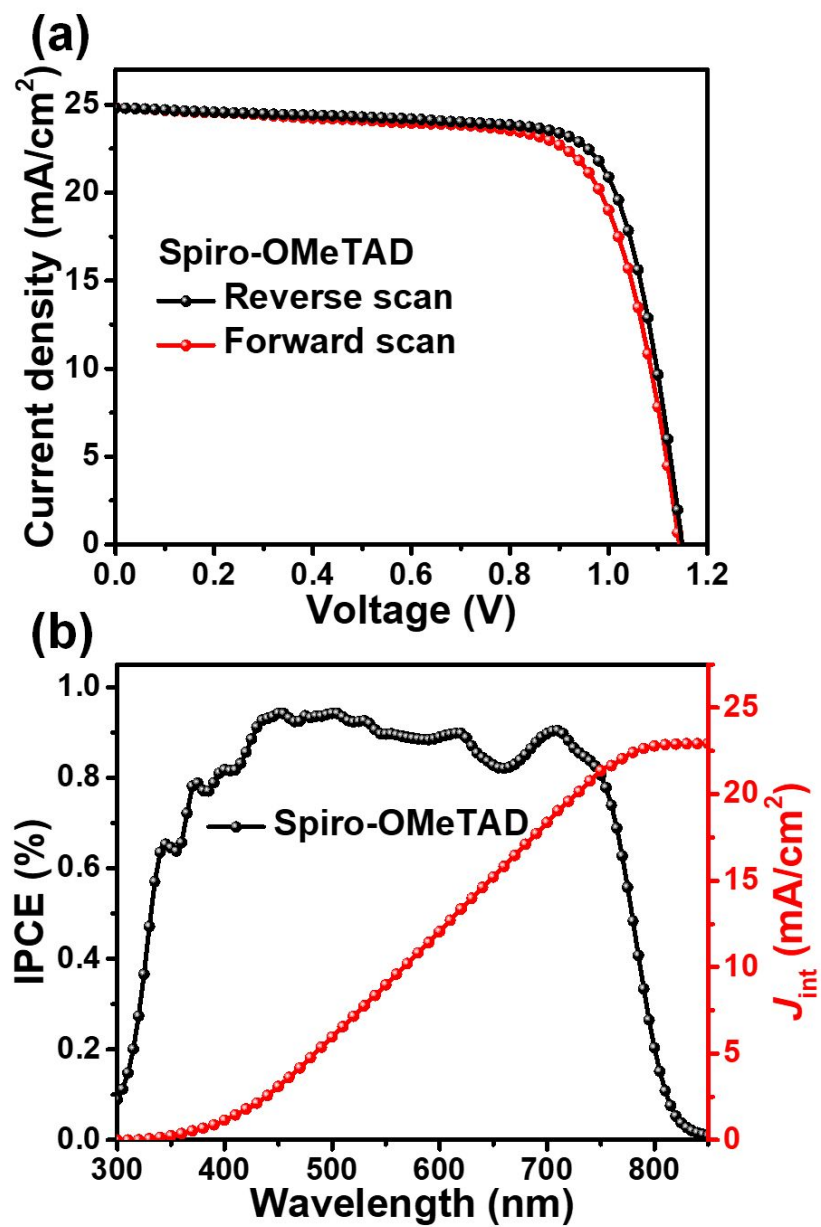 (a)
Current density (mA/cm²)
25
20
15
10
5
0
Spiro-OMeTAD
Reverse scan
Forward scan
0.0 0.2 0.4 0.6 0.8 1.0 1.2
Voltage (V)
(b)
IPCE (%)
1.0
0.8
0.6
0.4
0.2
0.0
Spiro-OMeTAD
25
20
15
10
5
0
J_int (mA/cm²)
300 400 500 600 700 800
Wavelength (nm)